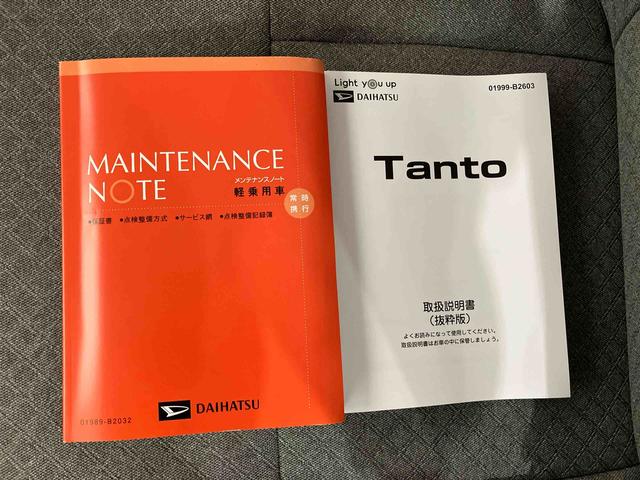 MAINTENANCE
NOTE
メンテナンスノート
軽乗用車
常時
携行
●保証書 ●点検整備方式 ●サービス網 ●点検整備記録簿
DAIHATSU
01989-B2032
Light you up
DAIHATSU
01999-B2603
Tanto
取扱説明書
(抜粋版)
よくお読みになって使用してください。
取扱説明書はお車の中に保管しましょう。